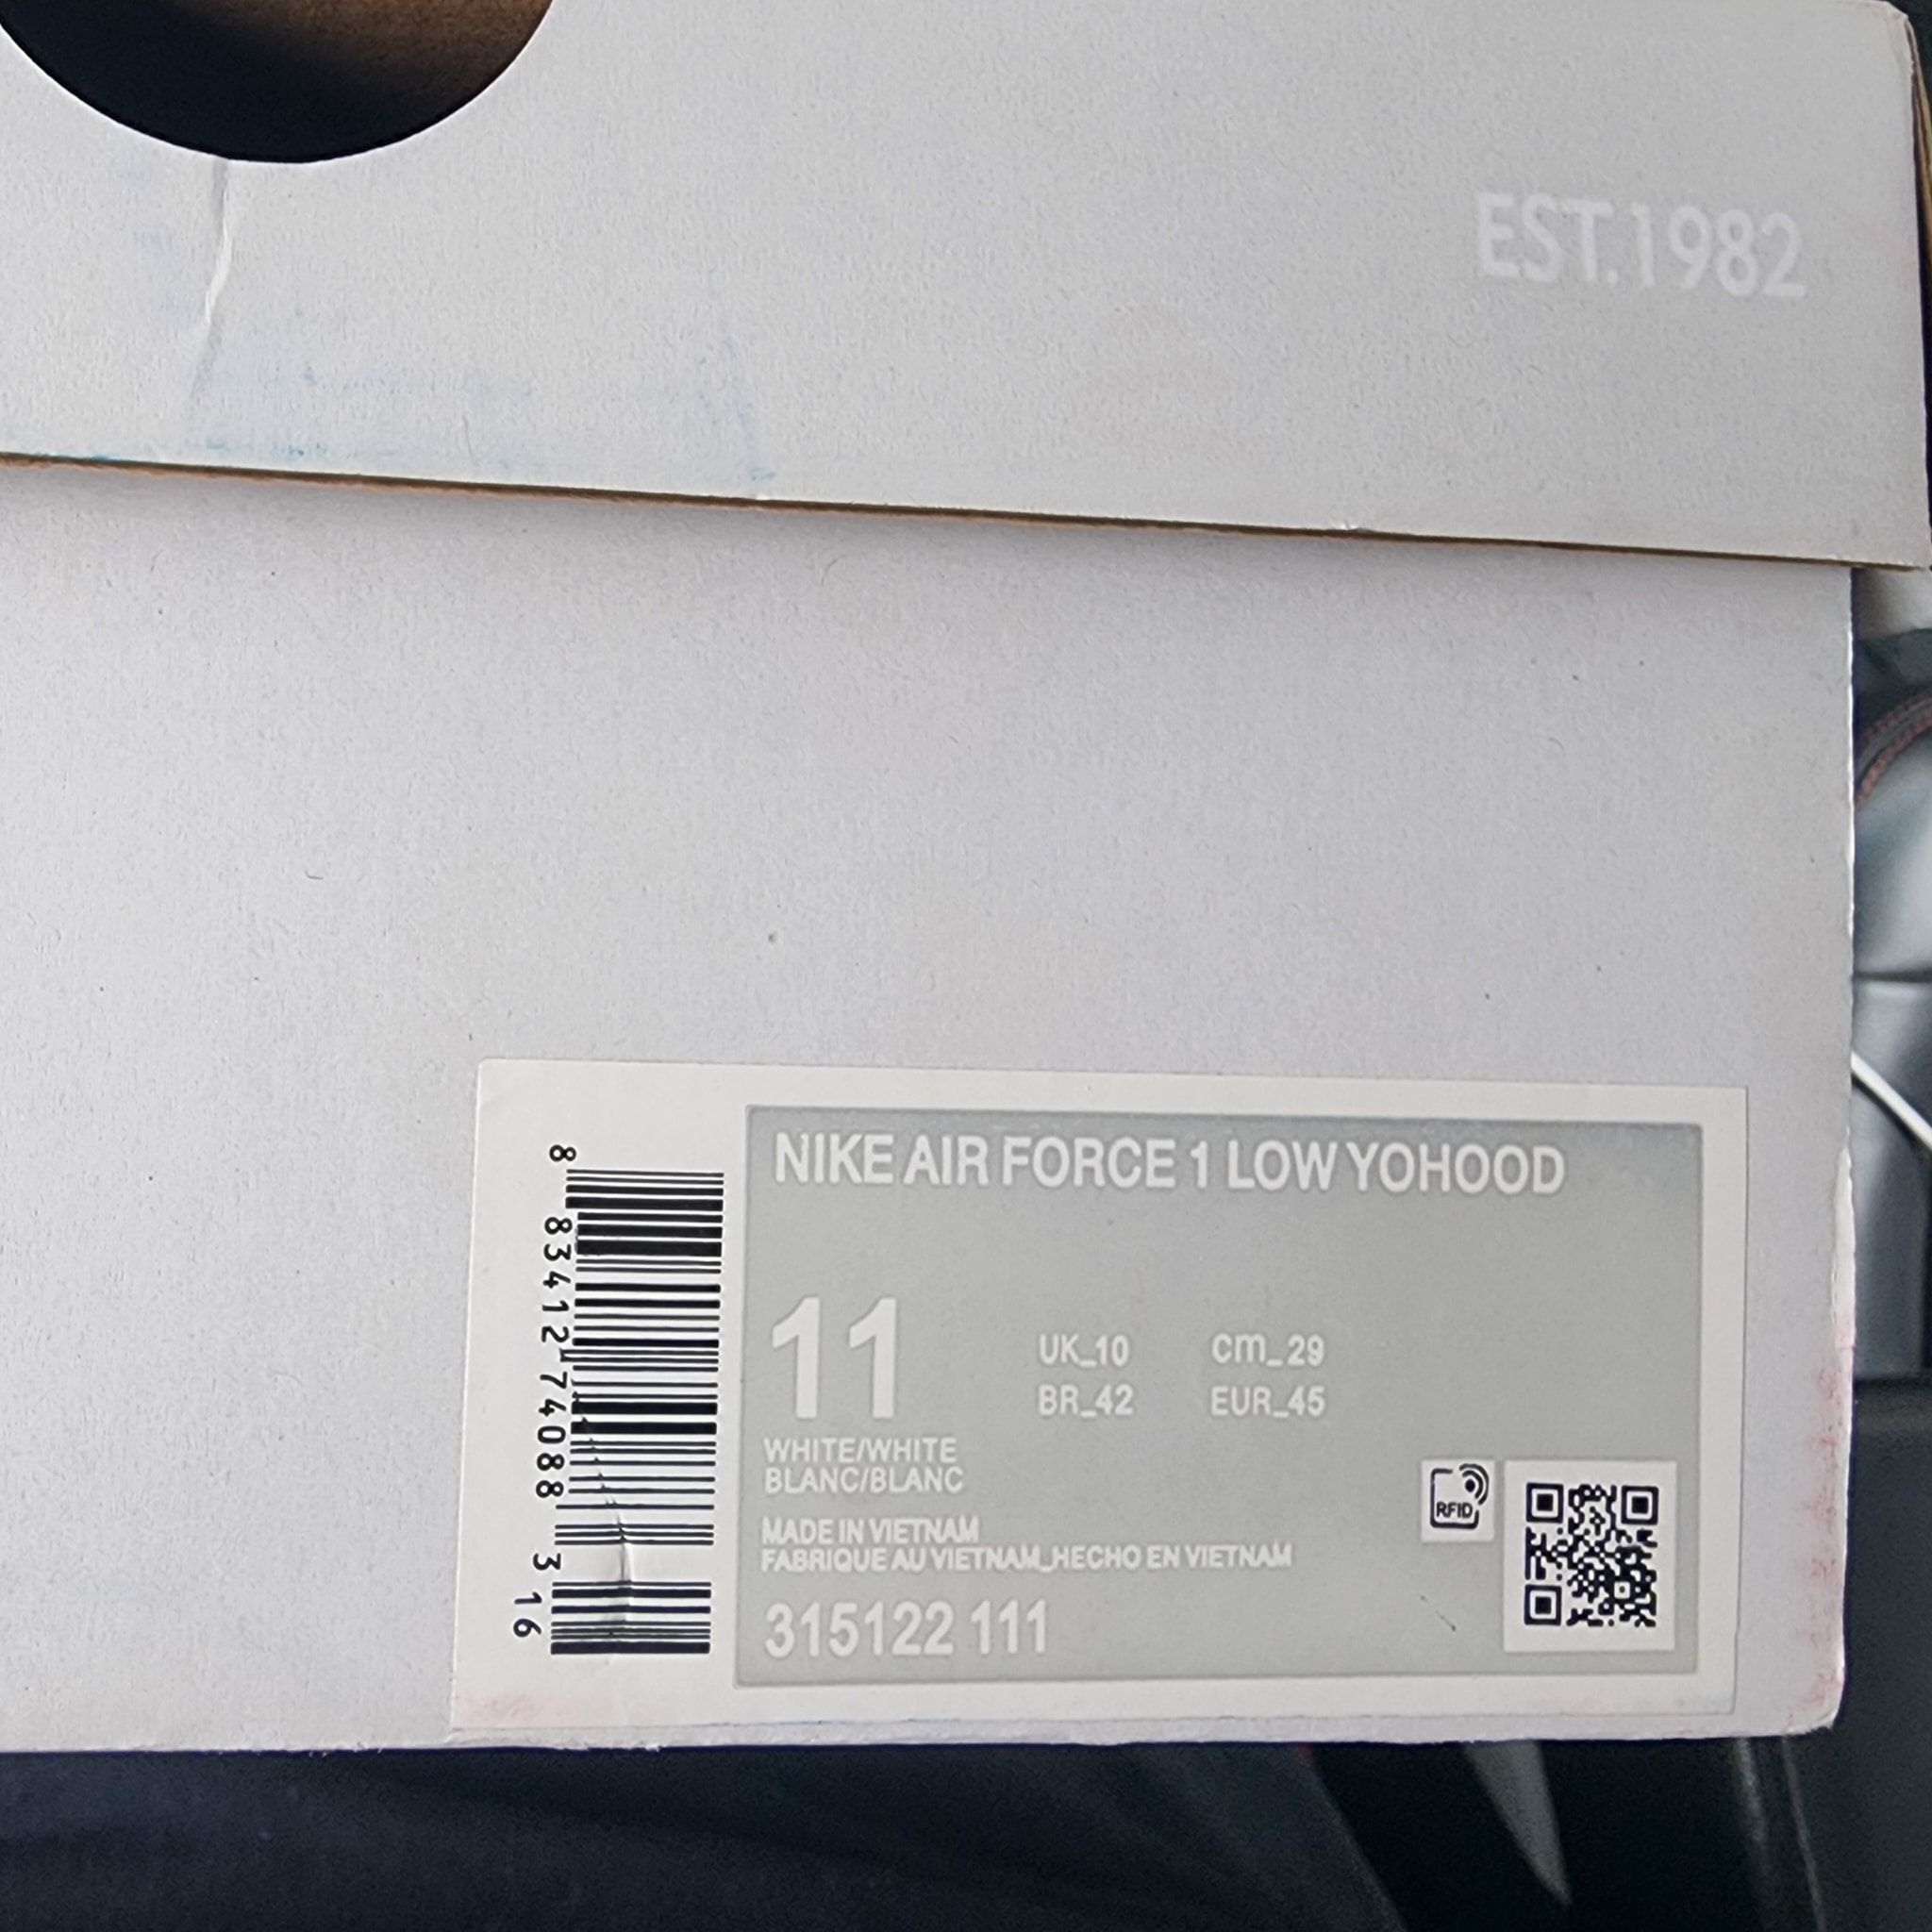 EST.1982
NIKE AIR FORCE 1 LOW YOHOOD
11
UK_10 cm_29
BR_42 EUR_45
WHITE/WHITE
BLANC/BLANC
MADE IN VIETNAM
FABRIQUE AU VIETNAM_HECHO EN VIETNAM
315122 111
RFID
8 83412 74088 3 16